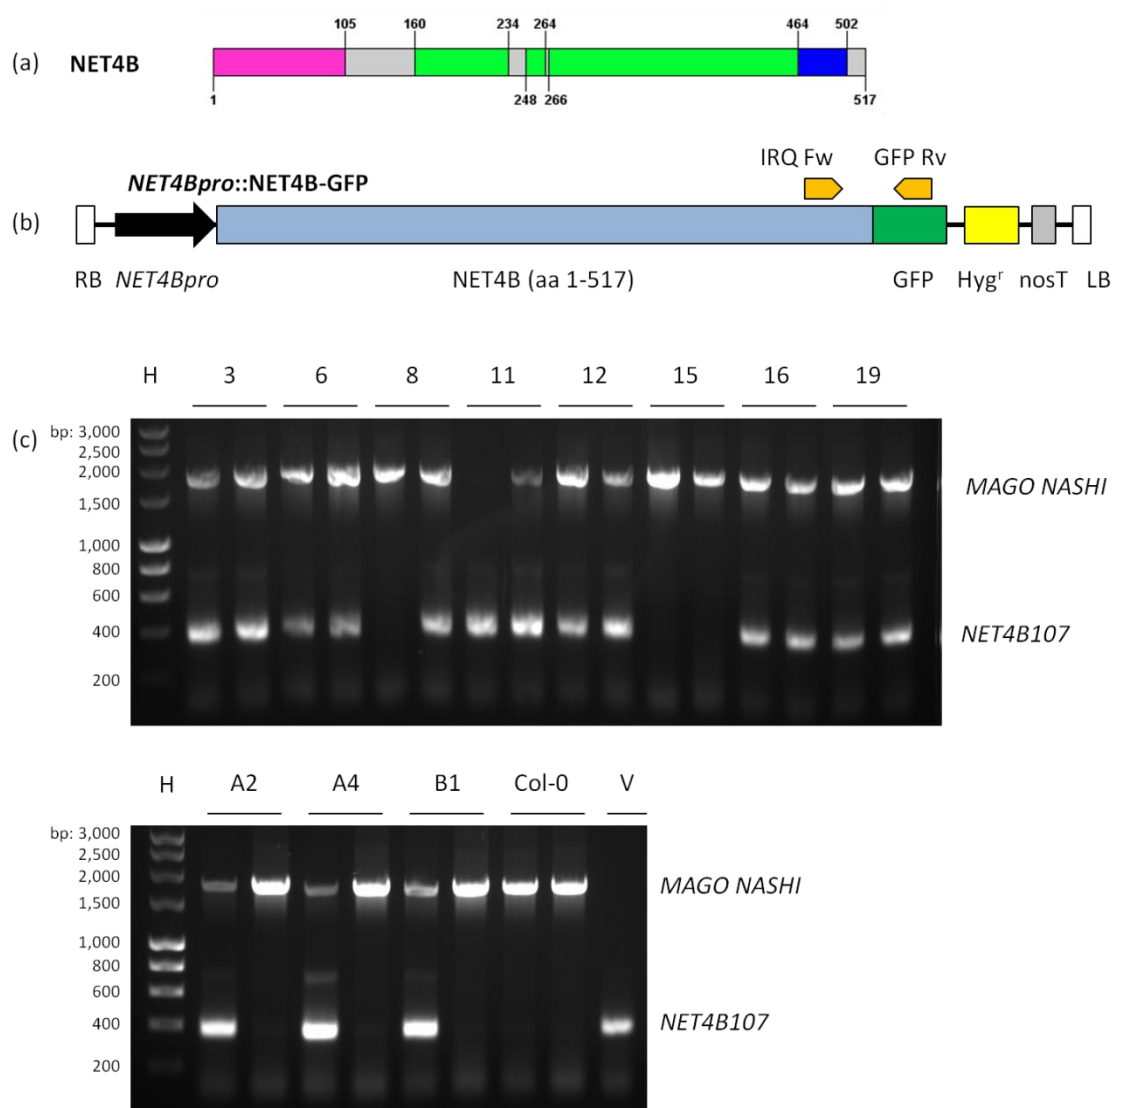 105 160 234 264 464 502
(a) NET4B
1 248 266 517
IRQ Fw GFP Rv
NET4Bpro::NET4B-GFP
(b)
RB NET4Bpro NET4B (aa 1-517) GFP Hygʳ nosT LB
H 3 6 8 11 12 15 16 19
(c) bp: 3,000
2,500
2,000
MAGO NASHI
1,500
1,000
800
600
400
NET4B107
200
H A2 A4 B1 Col-0 V
bp: 3,000
2,500
2,000
MAGO NASHI
1,500
1,000
800
600
400
NET4B107
200